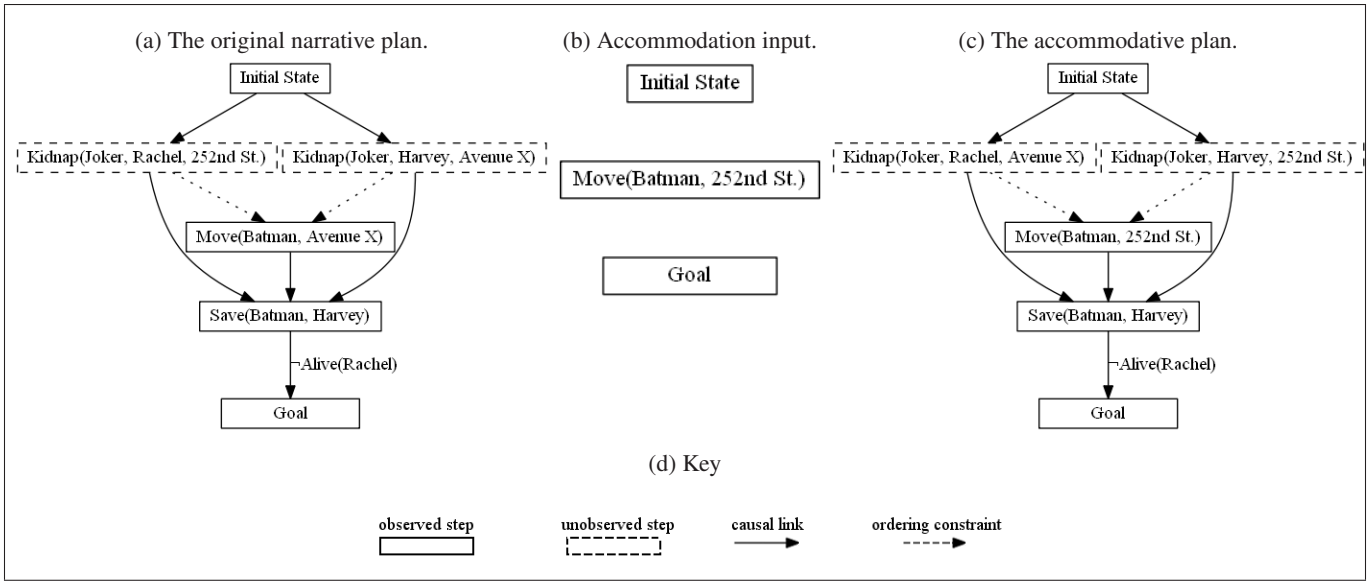 (a) The original narrative plan.
Initial State
Kidnap(Joker, Rachel, 252nd St.)
Kidnap(Joker, Harvey, Avenue X)
Move(Batman, Avenue X)
Save(Batman, Harvey)
¬Alive(Rachel)
Goal
(b) Accommodation input.
Initial State
Move(Batman, 252nd St.)
Goal
(c) The accommodative plan.
Initial State
Kidnap(Joker, Rachel, Avenue X)
Kidnap(Joker, Harvey, 252nd St.)
Move(Batman, 252nd St.)
Save(Batman, Harvey)
¬Alive(Rachel)
Goal
(d) Key
observed step
unobserved step
causal link
ordering constraint